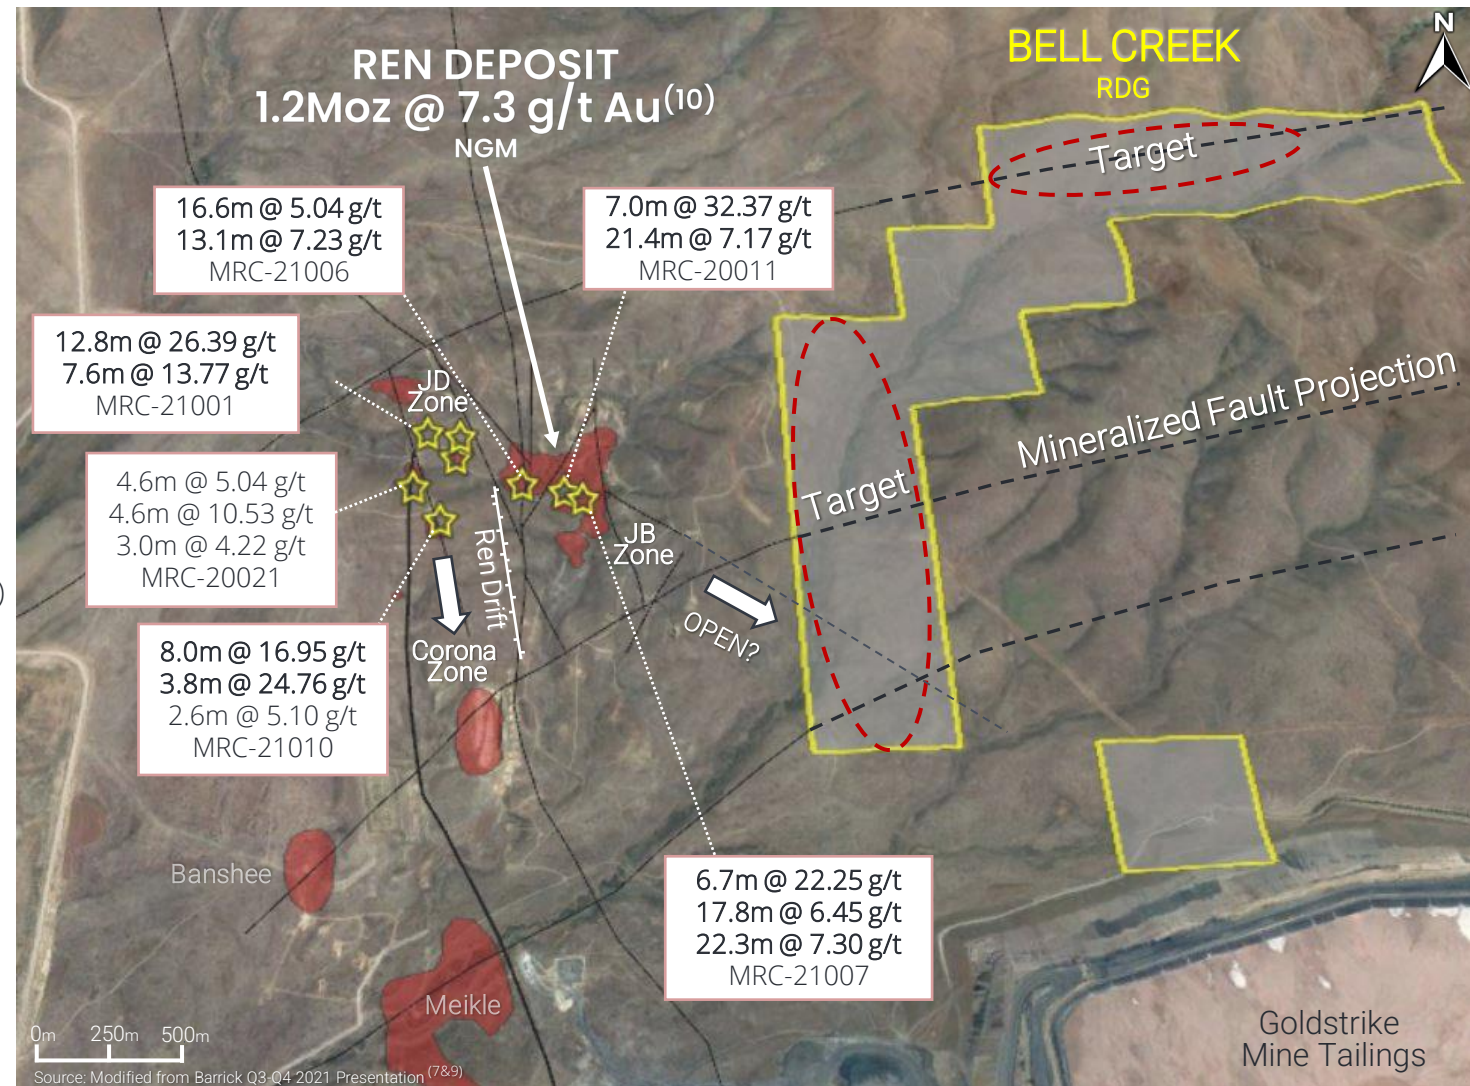 REN DEPOSIT
1.2Moz @ 7.3 g/t Au(10)
NGM
BELL CREEK
RDG
N
Target
16.6m @ 5.04 g/t
13.1m @ 7.23 g/t
MRC-21006
7.0m @ 32.37 g/t
21.4m @ 7.17 g/t
MRC-20011
12.8m @ 26.39 g/t
7.6m @ 13.77 g/t
MRC-21001
JD
Zone
Mineralized Fault Projection
4.6m @ 5.04 g/t
4.6m @ 10.53 g/t
3.0m @ 4.22 g/t
MRC-20021
Target
JB
Zone
Ren Drift
OPEN?
8.0m @ 16.95 g/t
3.8m @ 24.76 g/t
2.6m @ 5.10 g/t
MRC-21010
Corona
Zone
Banshee
6.7m @ 22.25 g/t
17.8m @ 6.45 g/t
22.3m @ 7.30 g/t
MRC-21007
Meikle
Goldstrike
Mine Tailings
0m 250m 500m
Source: Modified from Barrick Q3-Q4 2021 Presentation (7&9)
)